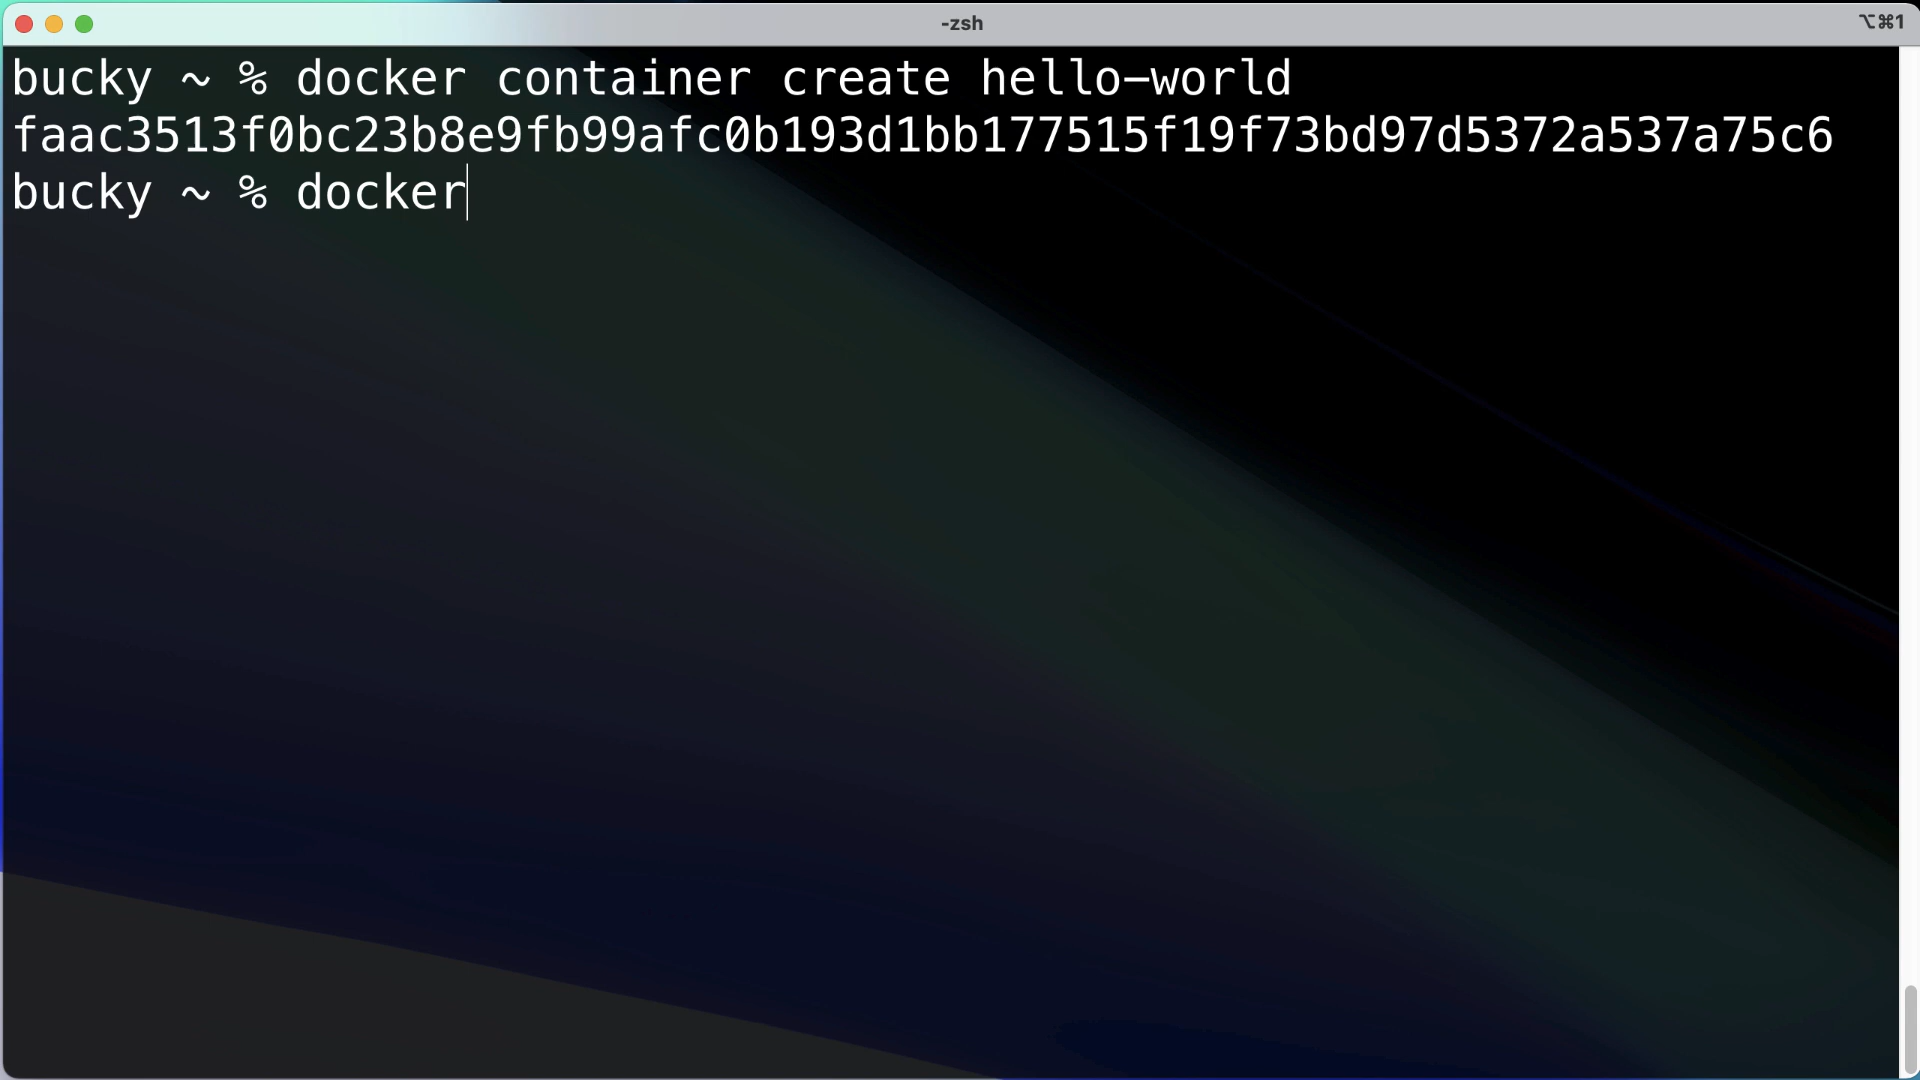 -zsh
⌥⌘1
bucky ~ % docker container create hello-world
faac3513f0bc23b8e9fb99afc0b193d1bb177515f19f73bd97d5372a537a75c6
bucky ~ % docker